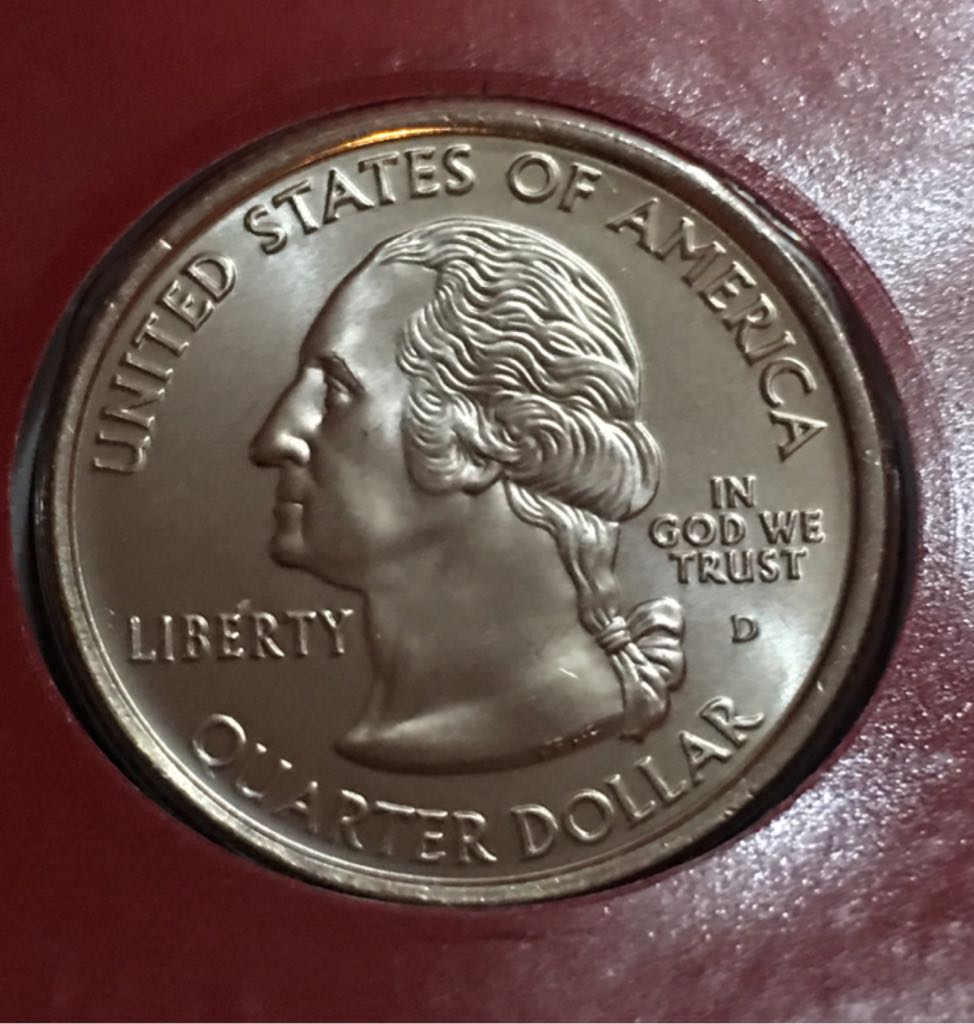 UNITED STATES OF AMERICA
IN
GOD WE
TRUST
LIBERTY
D
QUARTER DOLLAR